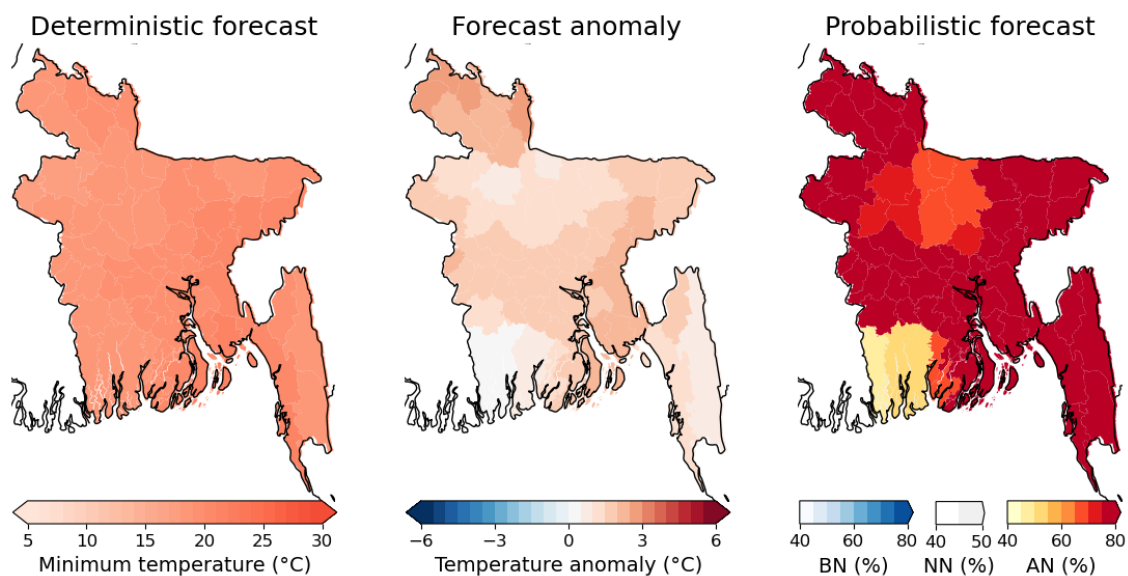 Deterministic forecast
Forecast anomaly
Probabilistic forecast
5 10 15 20 25 30
Minimum temperature (°C)
−6 −3 0 3 6
Temperature anomaly (°C)
40 60 80
BN (%)
40 50
NN (%)
40 60 80
AN (%)